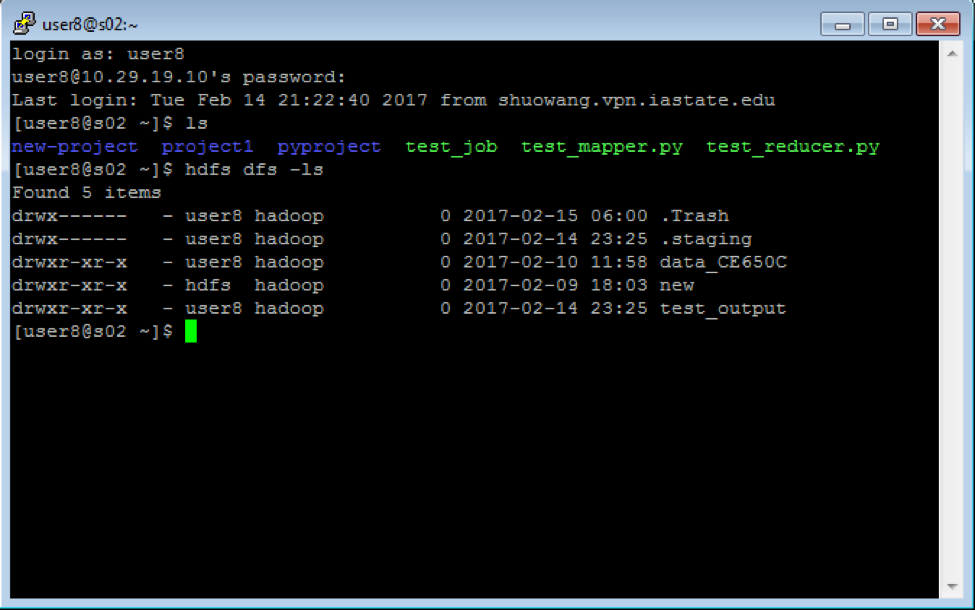 user8@s02:~
login as: user8
user8@10.29.19.10's password:
Last login: Tue Feb 14 21:22:40 2017 from shuowang.vpn.iastate.edu
[user8@s02 ~]$ ls
new-project  project1  pyproject  test_job  test_mapper.py  test_reducer.py
[user8@s02 ~]$ hdfs dfs -ls
Found 5 items
drwx------   - user8 hadoop          0 2017-02-15 06:00 .Trash
drwx------   - user8 hadoop          0 2017-02-14 23:25 .staging
drwxr-xr-x   - user8 hadoop          0 2017-02-10 11:58 data_CE650C
drwxr-xr-x   - hdfs  hadoop          0 2017-02-09 18:03 new
drwxr-xr-x   - user8 hadoop          0 2017-02-14 23:25 test_output
[user8@s02 ~]$